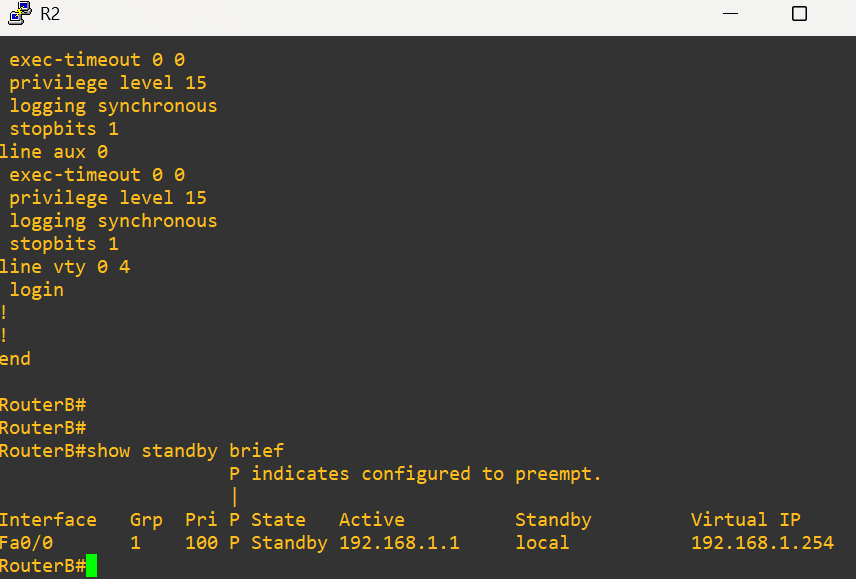 R2
exec-timeout 0 0
privilege level 15
logging synchronous
stopbits 1
line aux 0
exec-timeout 0 0
privilege level 15
logging synchronous
stopbits 1
line vty 0 4
login
!
!
end
RouterB#
RouterB#
RouterB#show standby brief
P indicates configured to preempt.
|
Interface Grp Pri P State Active Standby Virtual IP
Fa0/0 1 100 P Standby 192.168.1.1 local 192.168.1.254
RouterB#